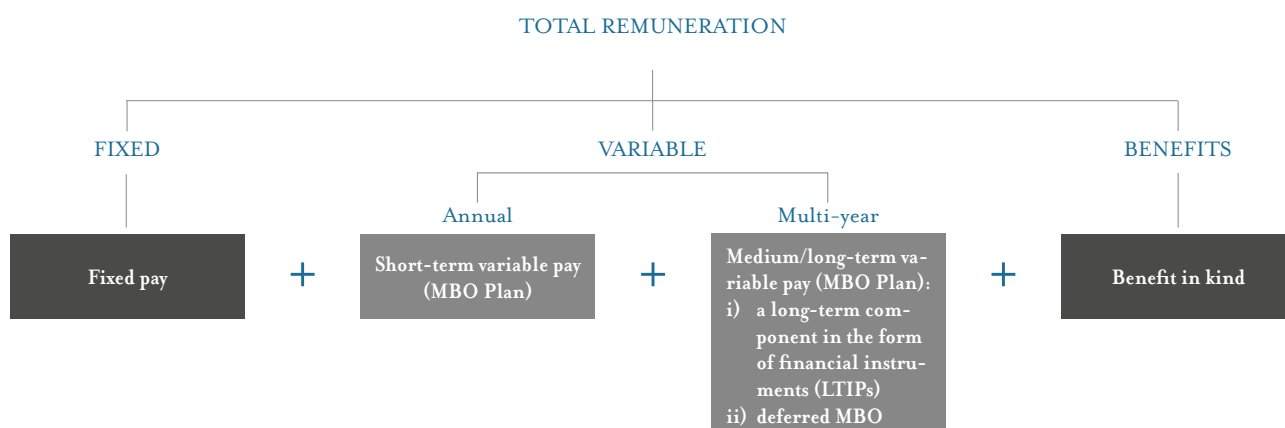 TOTAL REMUNERATION
FIXED
VARIABLE
BENEFITS
Annual
Multi-year
Fixed pay
+
Short-term variable pay
(MBO Plan)
+
Medium/long-term va-
riable pay (MBO Plan):
i) a long-term com-
ponent in the form
of financial instru-
ments (LTIPs)
ii) deferred MBO
+
Benefit in kind